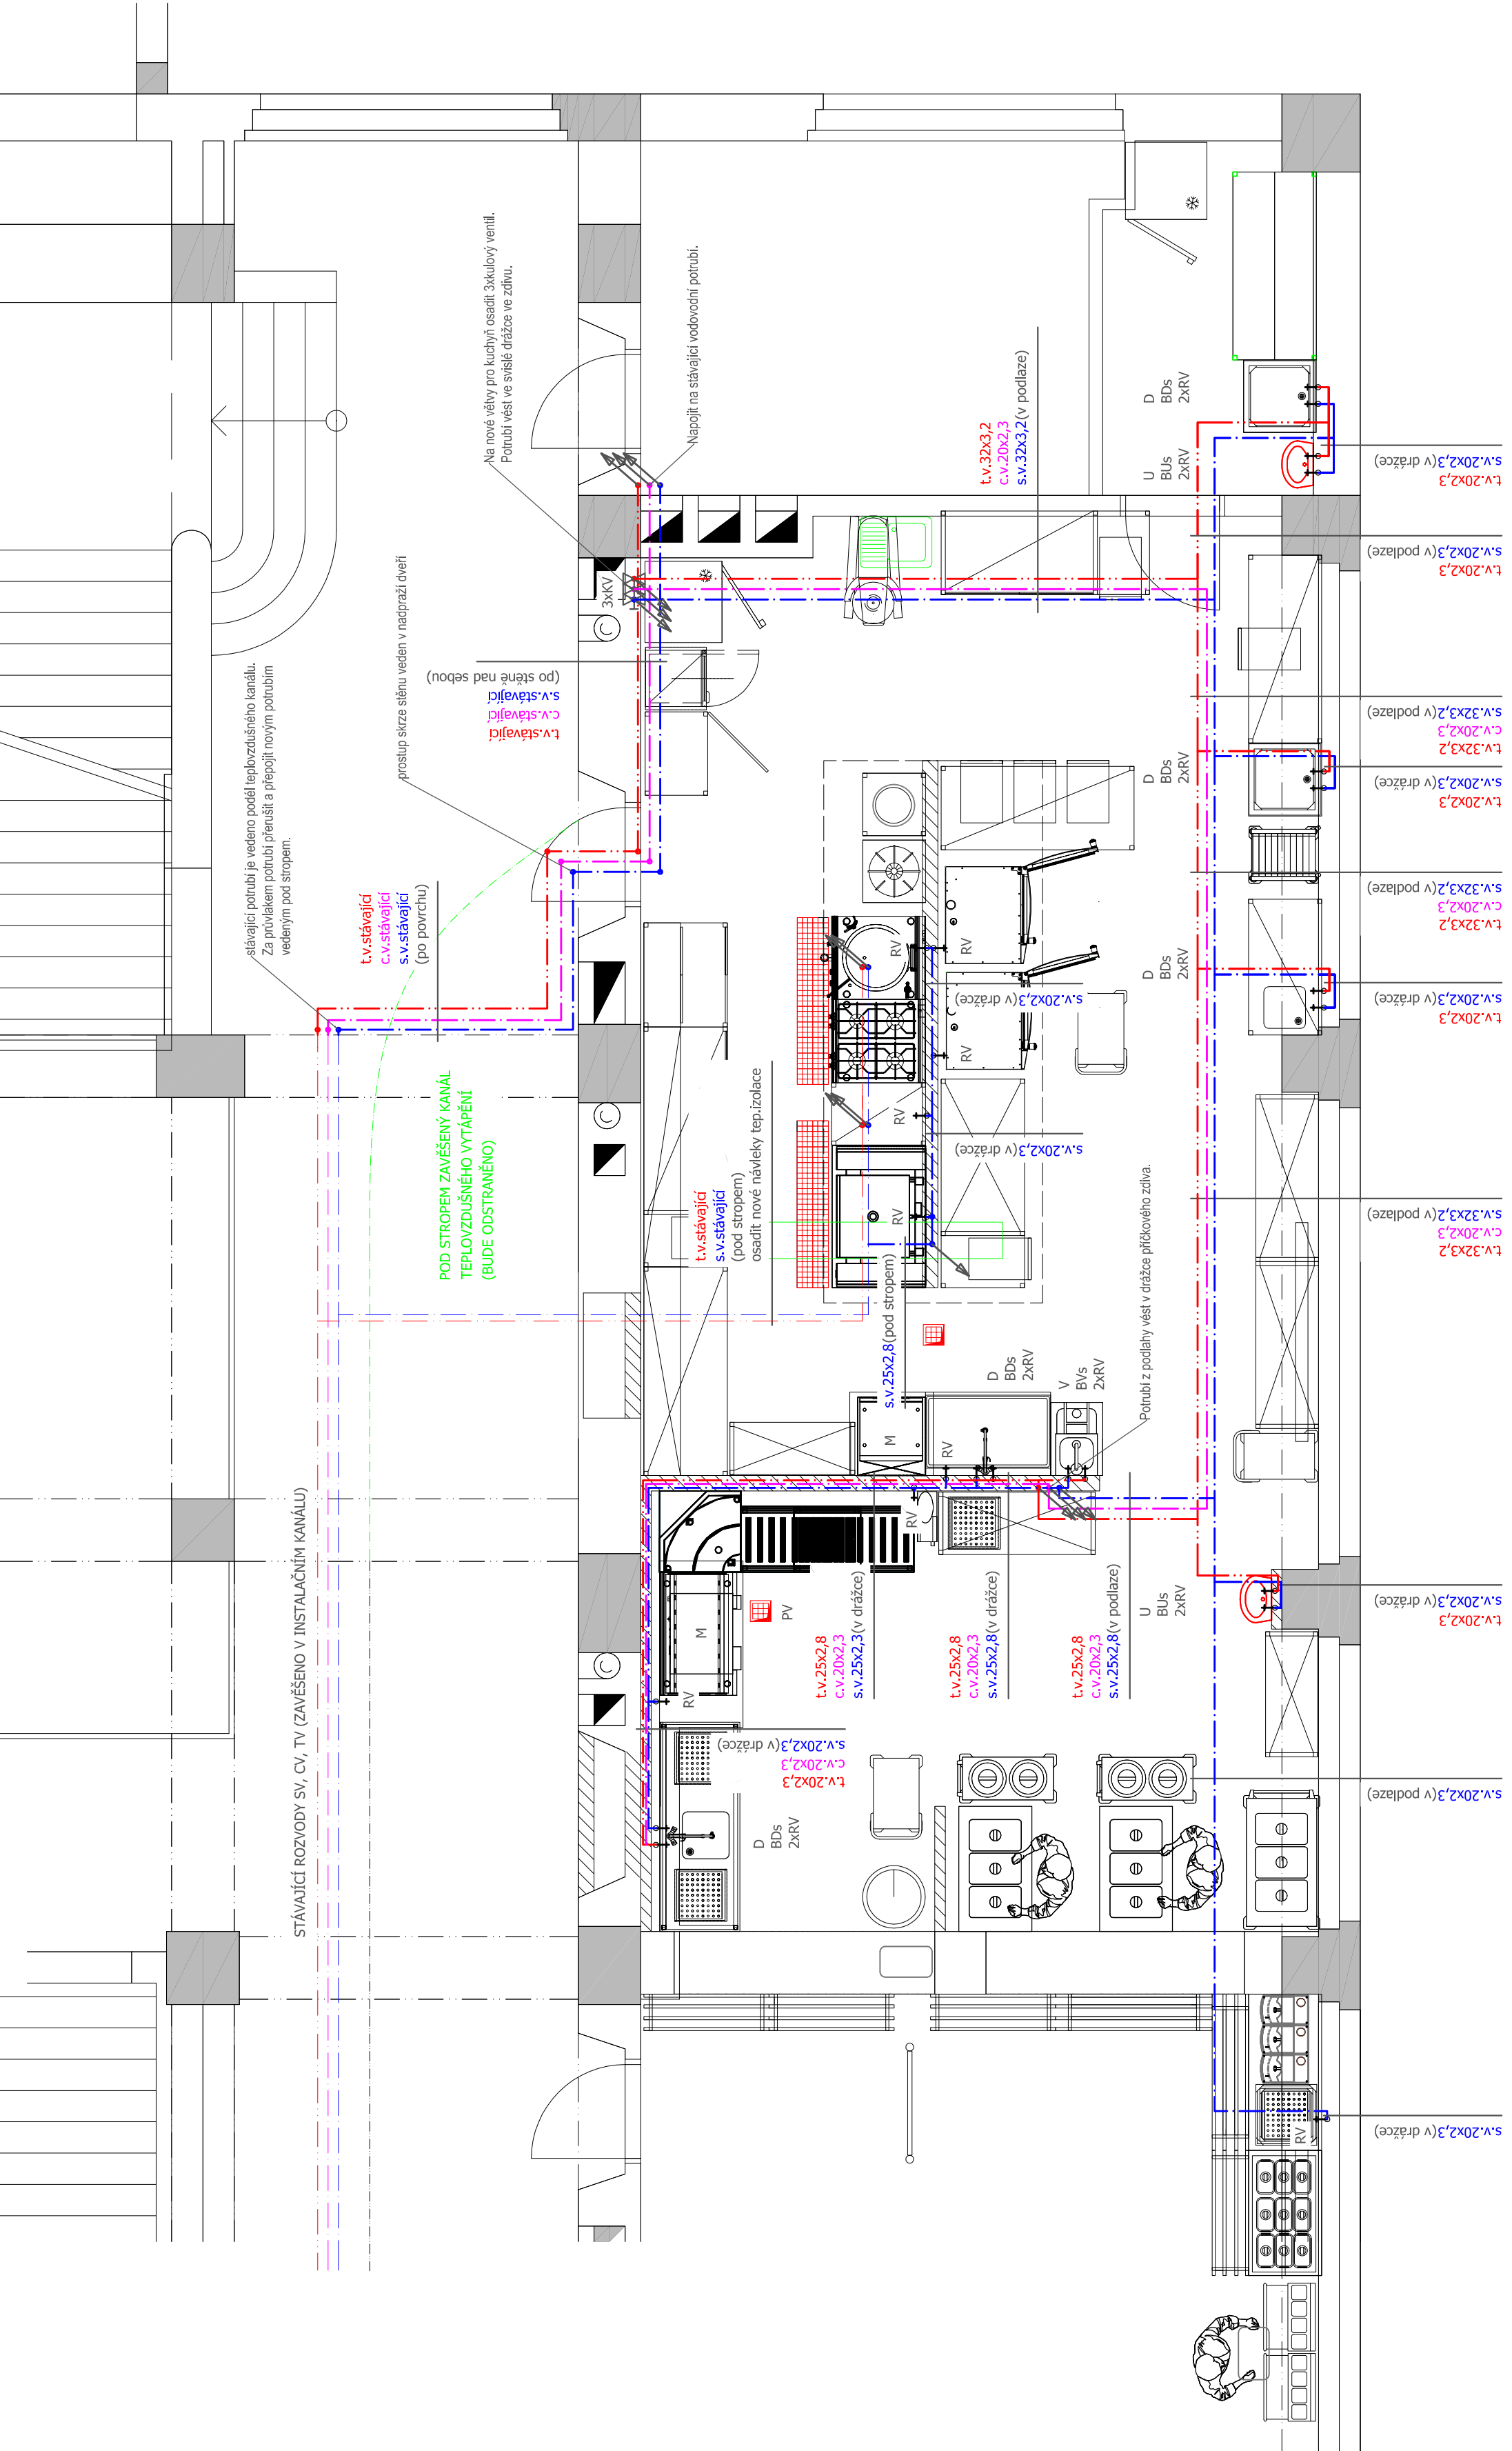 Na nové větvy pro kuchyň osadit 3xkulový ventil.
Potrubí vést ve svislé drážce ve zdivu.
Napojit na stávající vodovodní potrubí.
t.v.32x3,2
c.v.20x2,3
s.v.32x3,2(v podlaze)
D
BDs
2xRV
U
BUs
2xRV
s.v.20x2,3(v drážce)
t.v.20x2,3
s.v.20x2,3(v podlaze)
t.v.20x2,3
3xKV
prostup skrze stěnu veden v nadpraží dveří
stávající potrubí je vedeno podél teplovzdušného kanálu.
Za průvlakem potrubí přerušit a přepojit novým potrubím
vedeným pod stropem.
(po stěně nad sebou)
s.v.stávající
c.v.stávající
t.v.stávající
t.v.stávající
c.v.stávající
s.v.stávající
(po povrchu)
s.v.32x3,2(v podlaze)
c.v.20x2,3
t.v.32x3,2
D
BDs
2xRV
s.v.20x2,3(v drážce)
t.v.20x2,3
s.v.32x3,2(v podlaze)
c.v.20x2,3
t.v.32x3,2
RV
RV
D
BDs
2xRV
s.v.20x2,3(v drážce)
s.v.20x2,3(v drážce)
t.v.20x2,3
RV
RV
POD STROPEM ZAVĚŠENÝ KANÁL
TEPLOVZDUŠNÉHO VYTÁPĚNÍ
(BUDE ODSTRANĚNO)
t.v.stávající
s.v.stávající
(pod stropem)
osadit nové návleky tep.izolace
s.v.20x2,3(v drážce)
RV
s.v.32x3,2(v podlaze)
c.v.20x2,3
t.v.32x3,2
s.v.25x2,8(pod stropem)
D
BDs
2xRV
V
BVs
2xRV
Potrubí z podlahy vést v drážce příčkového zdiva.
M
RV
RV
STÁVAJÍCÍ ROZVODY SV, CV, TV (ZAVĚŠENO V INSTALAČNÍM KANÁLU)
M
PV
RV
t.v.25x2,8
c.v.20x2,3
s.v.25x2,3(v drážce)
t.v.25x2,8
c.v.20x2,3
s.v.25x2,8(v drážce)
t.v.25x2,8
c.v.20x2,3
s.v.25x2,8(v podlaze)
U
BUs
2xRV
s.v.20x2,3(v drážce)
t.v.20x2,3
s.v.20x2,3(v drážce)
c.v.20x2,3
t.v.20x2,3
s.v.20x2,3(v podlaze)
D
BDs
2xRV
RV
s.v.20x2,3(v drážce)